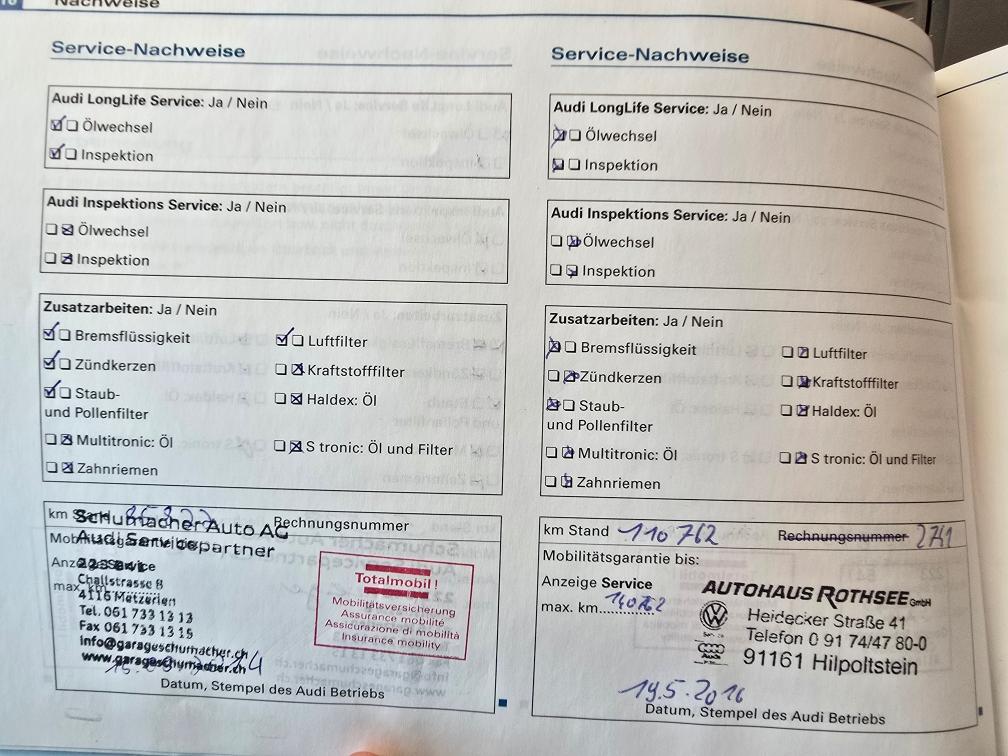 Nachweise
Service-Nachweise
Audi LongLife Service: Ja / Nein
Ölwechsel
Inspektion
Audi Inspektions Service: Ja / Nein
Ölwechsel
Inspektion
Zusatzarbeiten: Ja / Nein
Bremsflüssigkeit
Luftfilter
Zündkerzen
Kraftstofffilter
Staub-
und Pollenfilter
Haldex: Öl
Multitronic: Öl
S tronic: Öl und Filter
Zahnriemen
km Stand
Rechnungsnummer
Schumacher Auto AG
Audi Servicepartner
Challstrasse 8
4116 Metzerlen
Tel. 061 733 13 13
Fax 061 733 13 15
info@garageschumacher.ch
www.garageschumacher.ch
Totalmobil!
Mobilitätsversicherung
Assurance mobilité
Assicurazione di mobilità
Insurance mobility
Datum, Stempel des Audi Betriebs
Service-Nachweise
Audi LongLife Service: Ja / Nein
Ölwechsel
Inspektion
Audi Inspektions Service: Ja / Nein
Ölwechsel
Inspektion
Zusatzarbeiten: Ja / Nein
Bremsflüssigkeit
Luftfilter
Zündkerzen
Kraftstofffilter
Staub-
und Pollenfilter
Haldex: Öl
Multitronic: Öl
S tronic: Öl und Filter
Zahnriemen
km Stand 110 762 Rechnungsnummer 2741
Mobilitätsgarantie bis:
Anzeige Service
max. km 140762
AUTOHAUS ROTHSEE GmbH
Heidecker Straße 41
Telefon 0 91 74/47 80-0
91161 Hilpoltstein
19.5.2016
Datum, Stempel des Audi Betriebs